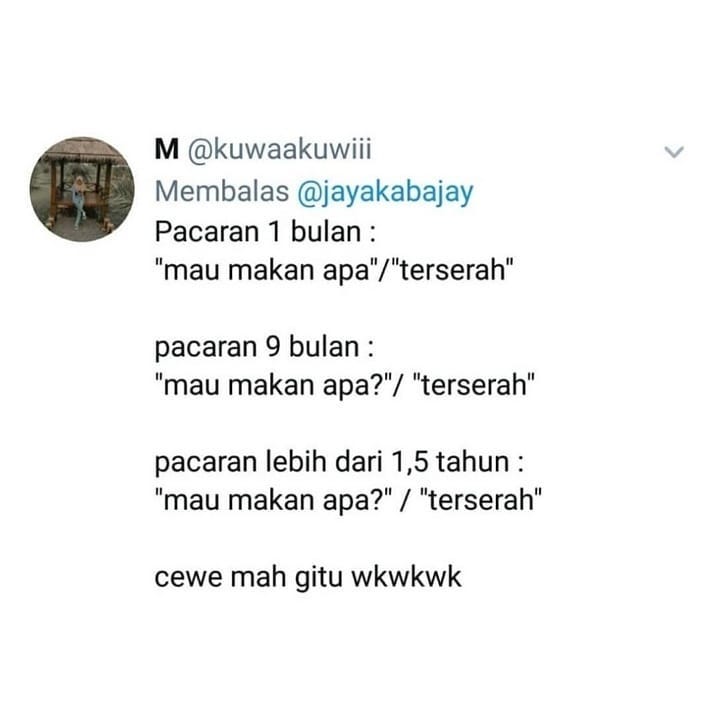 M @kuwaakuwiii
Membalas @jayakabajay
Pacaran 1 bulan :
"mau makan apa"/"terserah"
pacaran 9 bulan :
"mau makan apa?"/ "terserah"
pacaran lebih dari 1,5 tahun :
"mau makan apa?" / "terserah"
cewe mah gitu wkwkwk